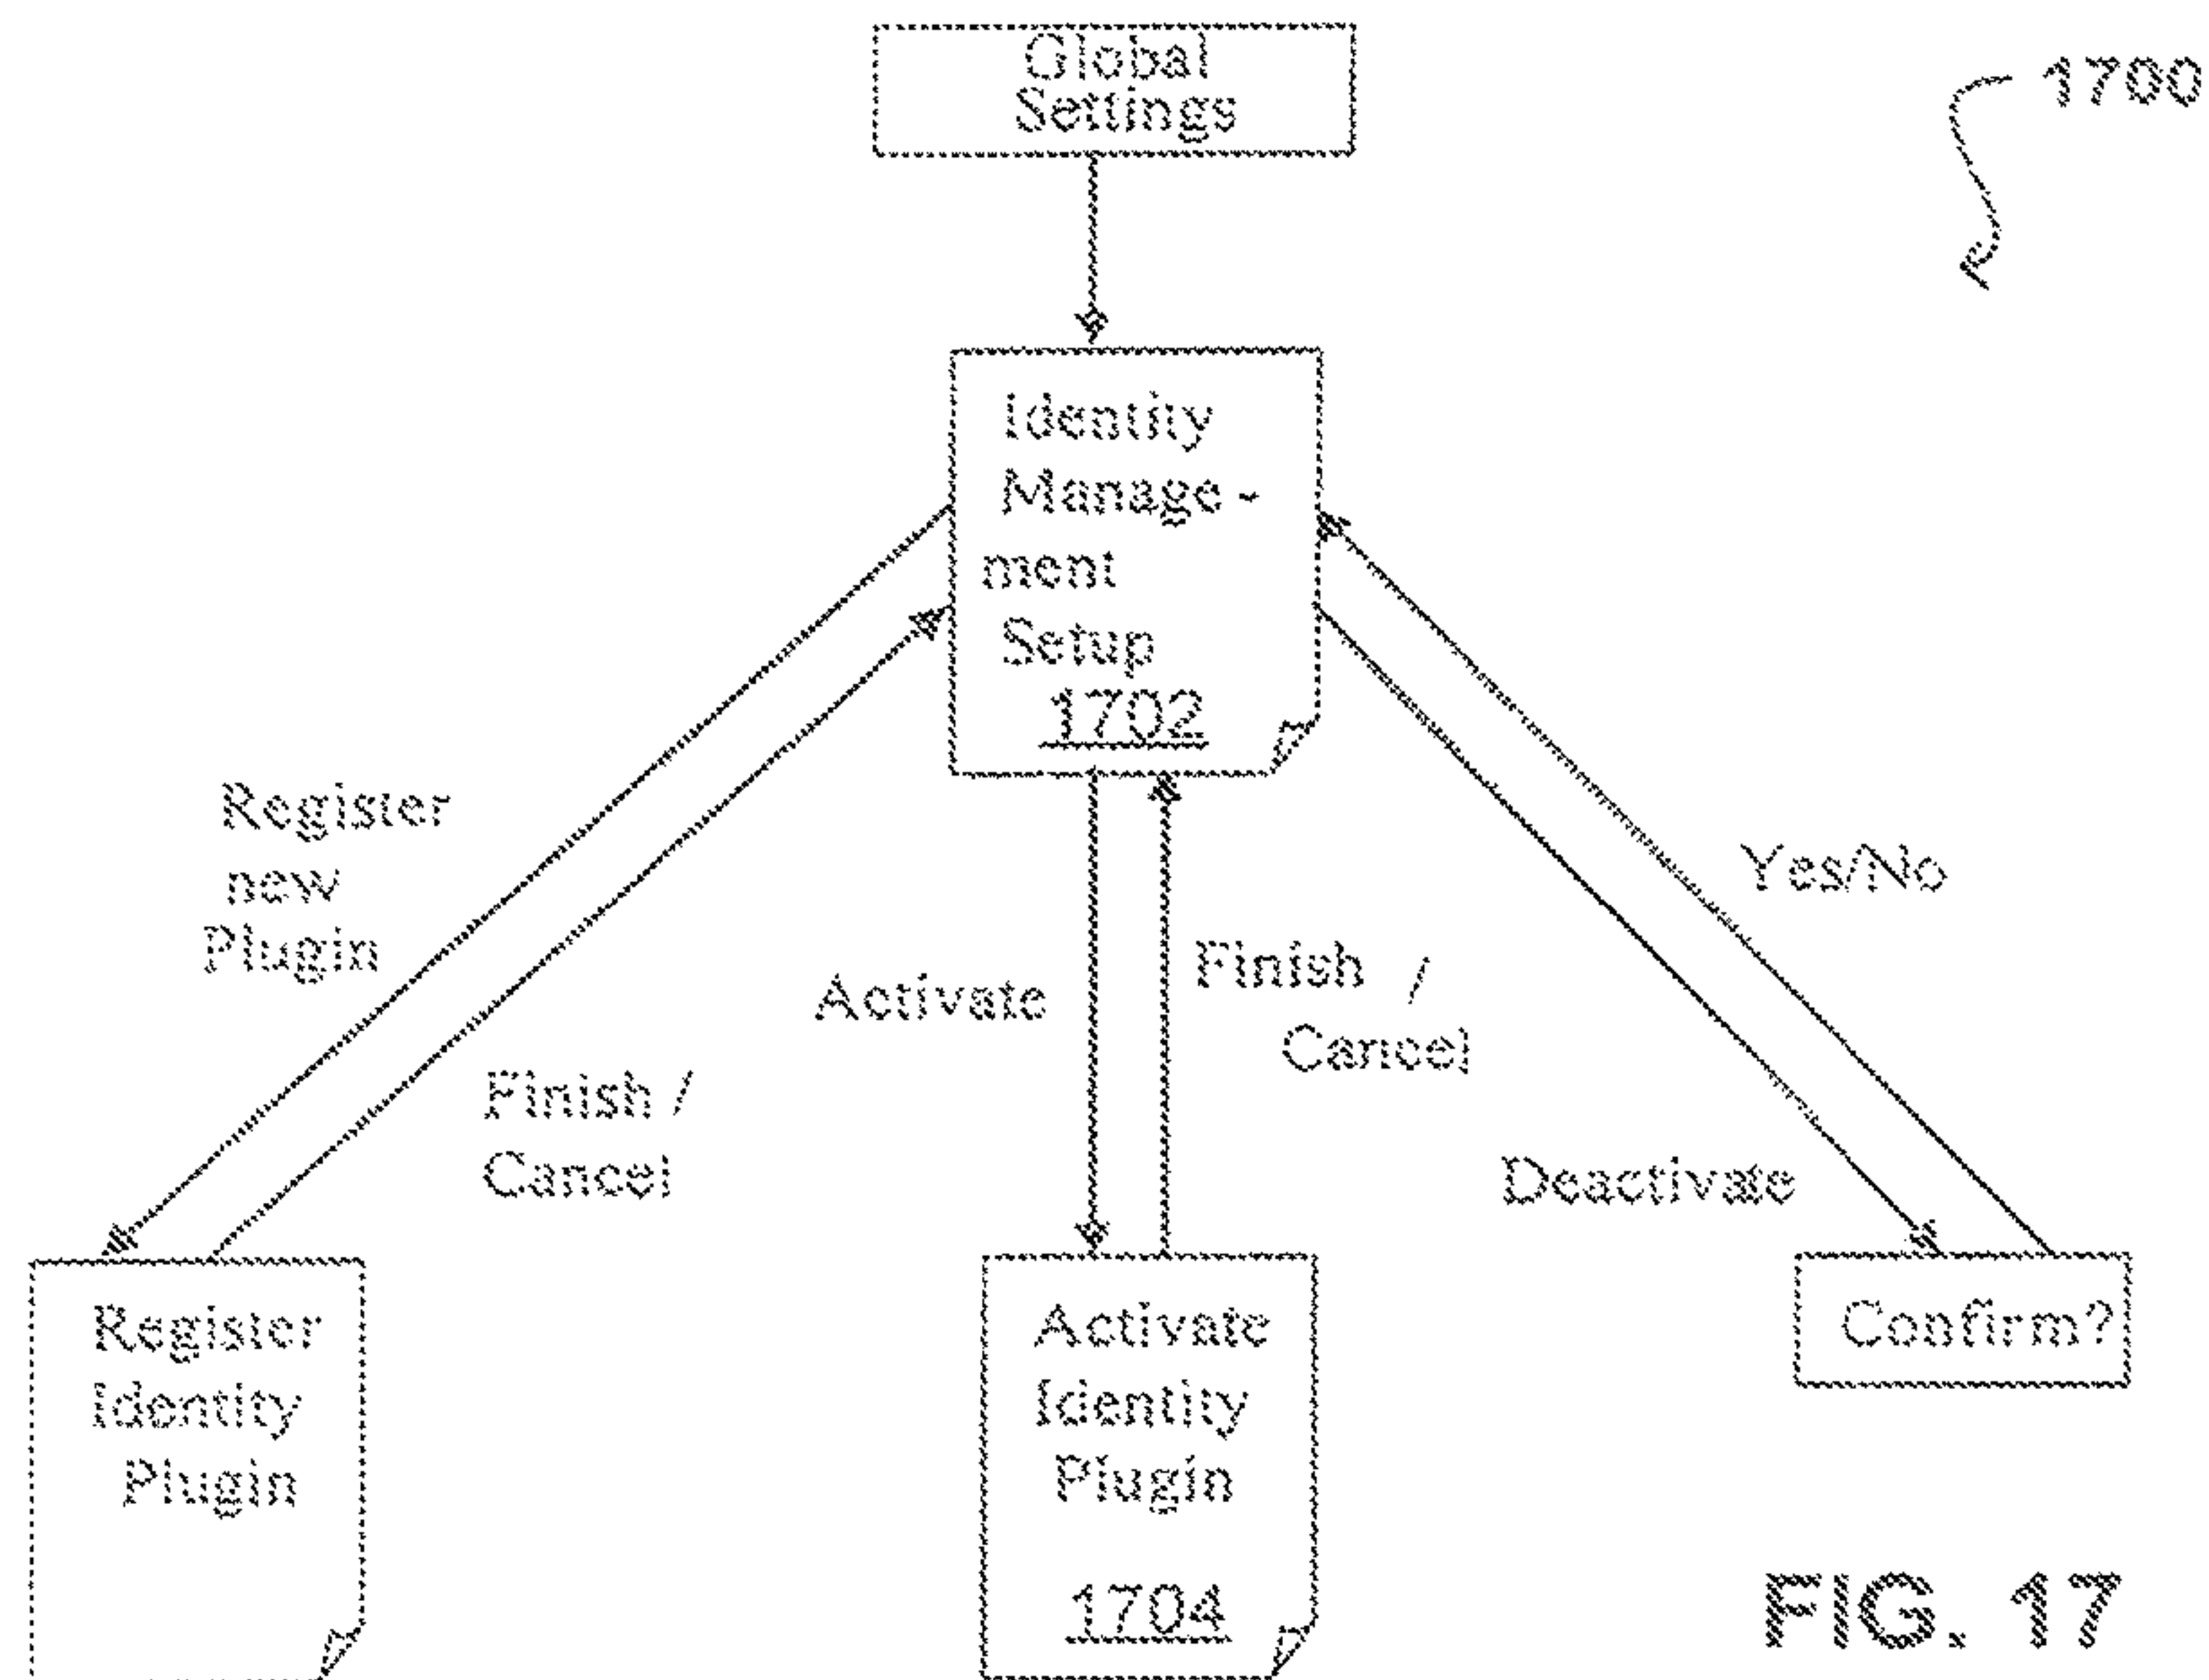 Global
Settings
1700
Identity
Manage -
ment
Setup
1702
Register
new
Plugin
Yes/No
Activate
Finish /
Cancel
Finish /
Cancel
Deactivate
Register
Identity
Plugin
Activate
Identity
Plugin
1704
Confirm?
FIG. 17